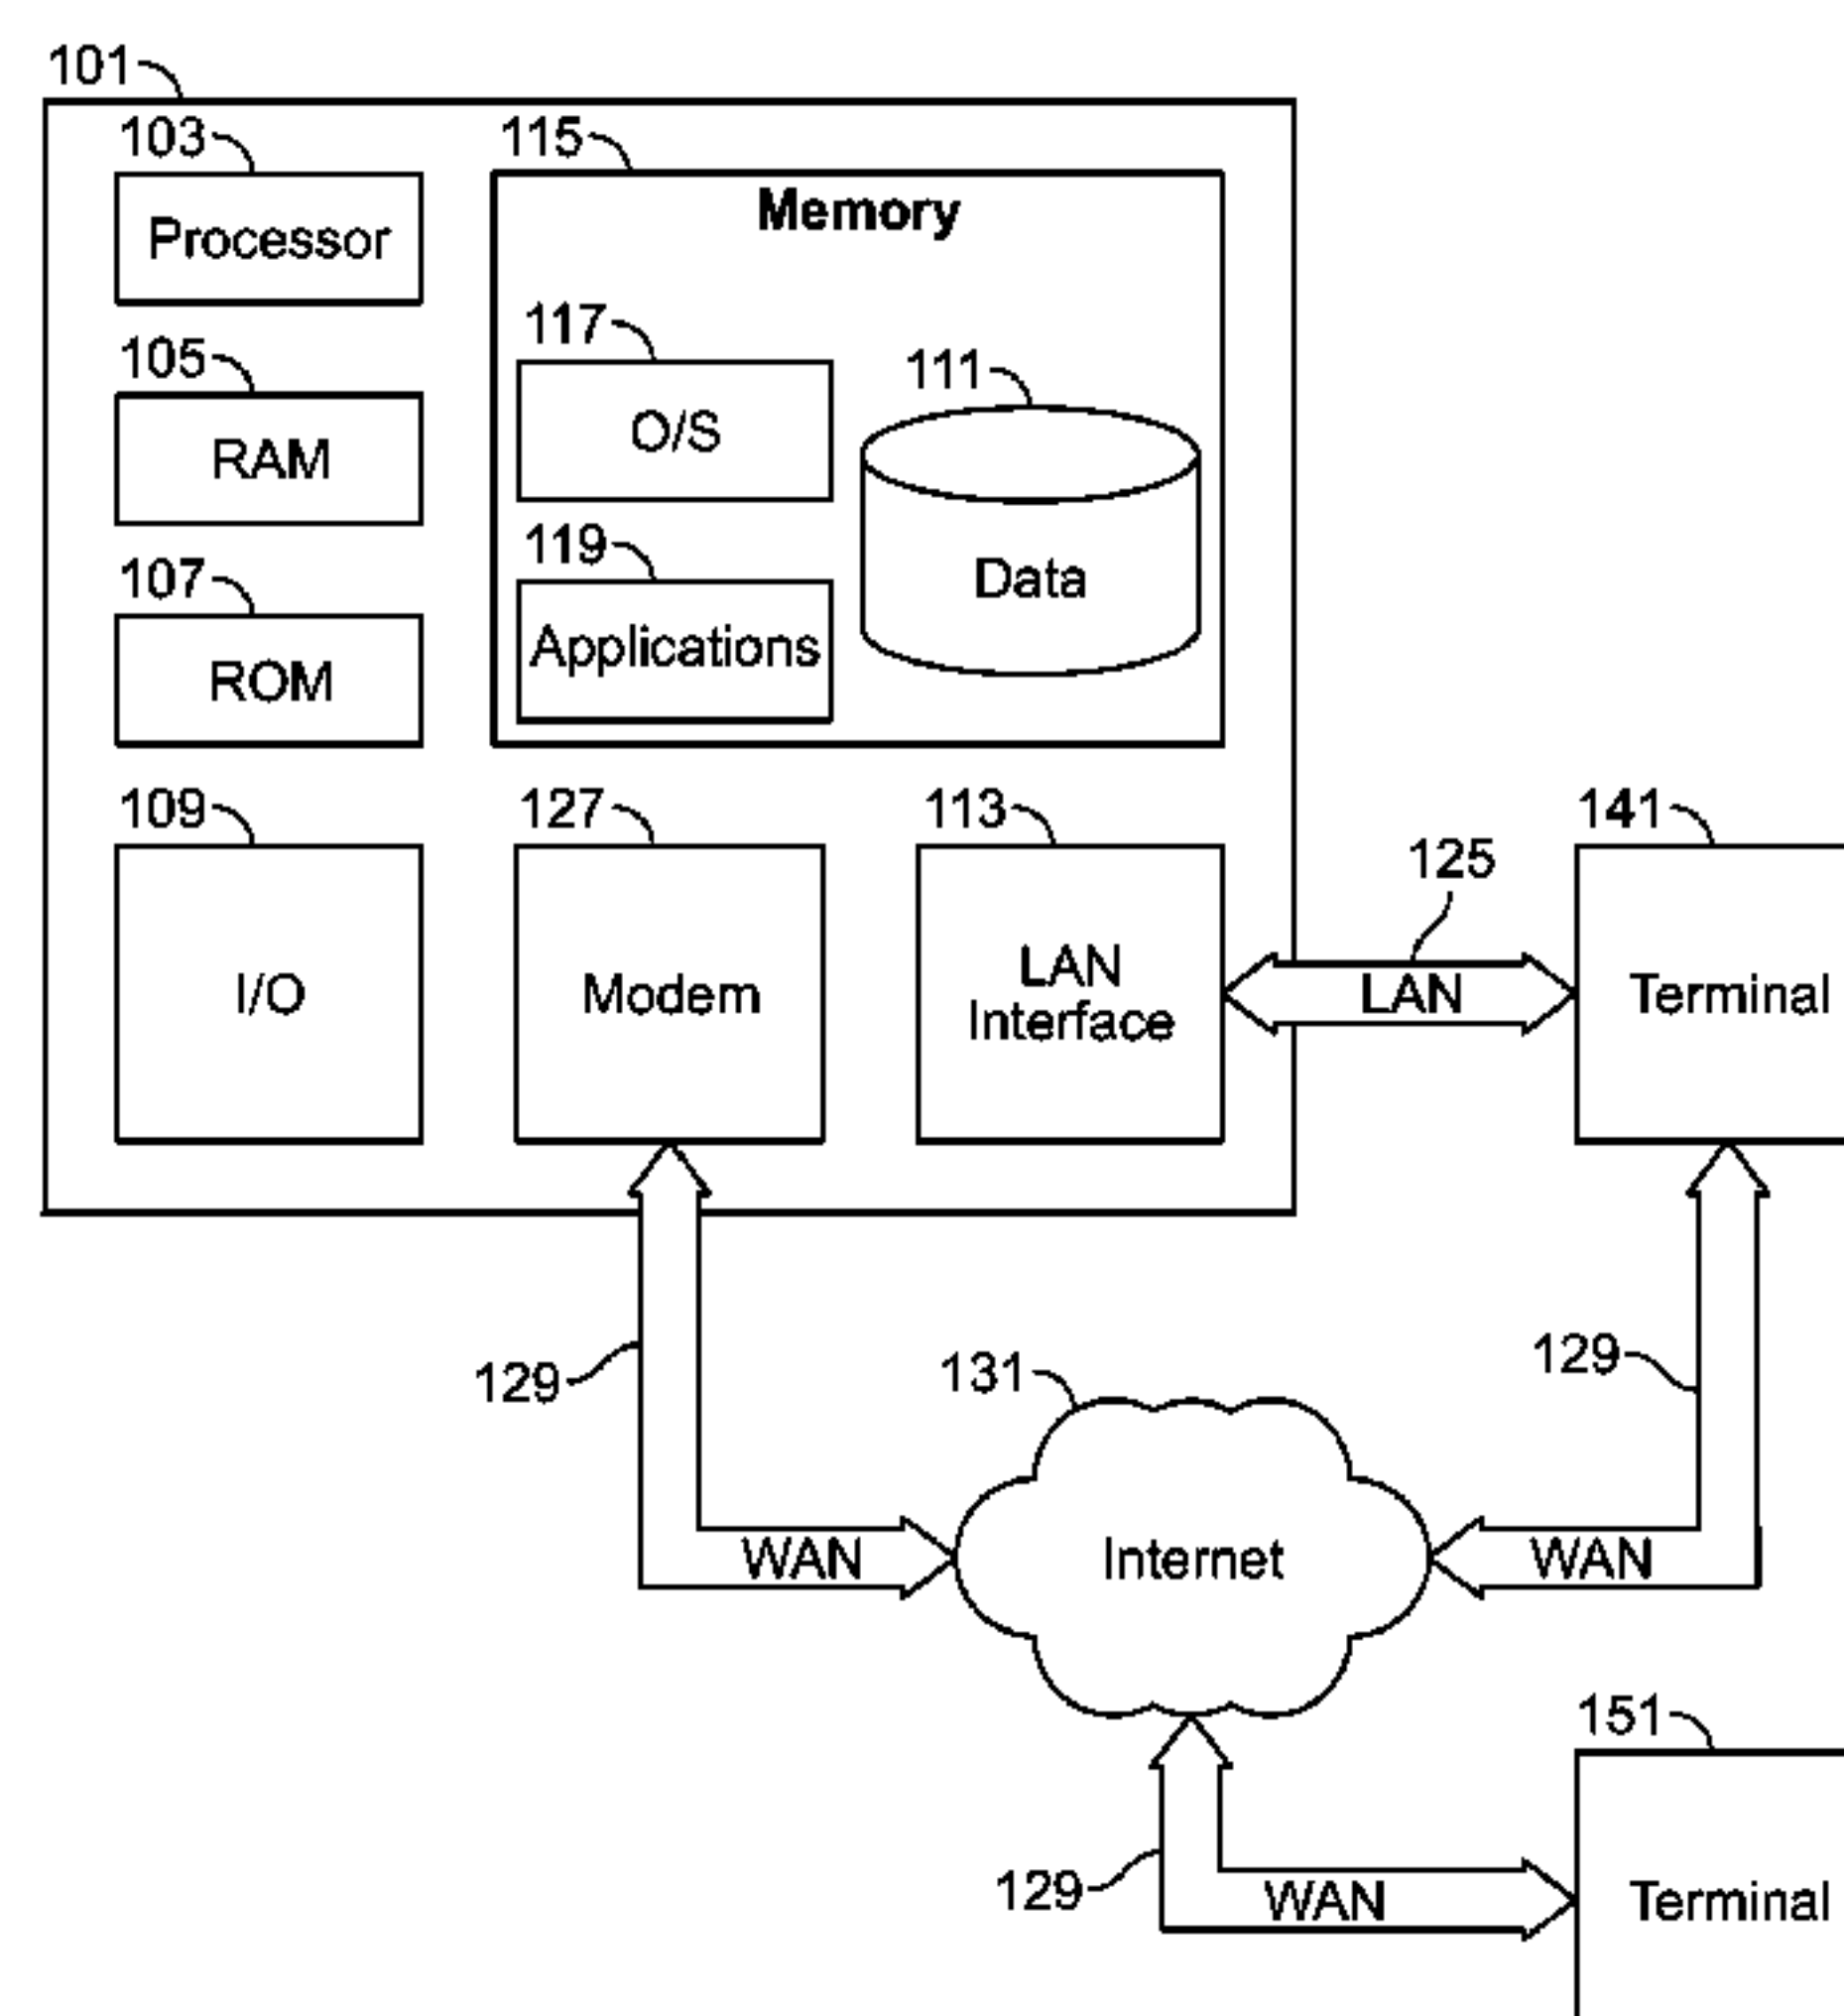 101
103
115
Processor
Memory
117
105
111
RAM
O/S
119
107
Data
Applications
ROM
109
127
113
141
125
I/O
Modem
LAN
Interface
LAN
Terminal
129
131
129
WAN
Internet
WAN
151
129
WAN
Terminal